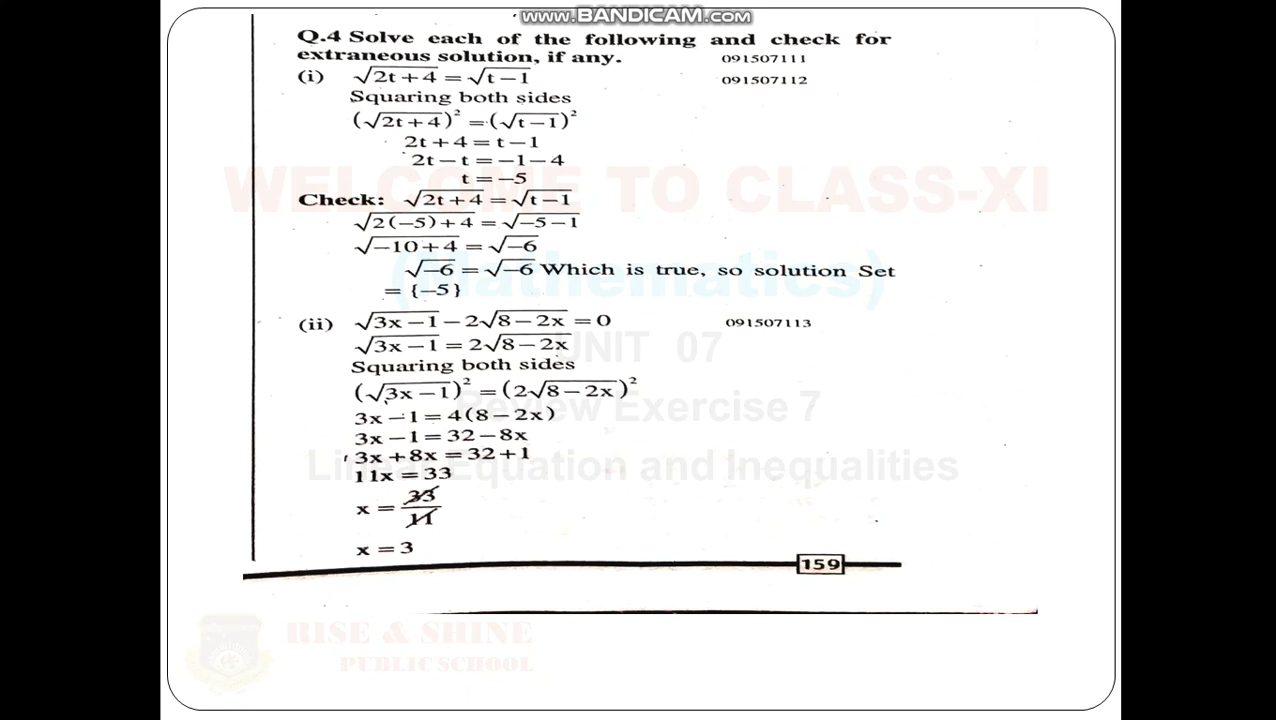 www.BANDICAM.com
Q.4 Solve each of the following and check for
extraneous solution, if any. 091507111
(i) √2t+4 = √t−1 091507112
Squaring both sides
(√2t+4)² = (√t−1)²
2t+4 = t−1
2t−t = −1−4
t = −5
Check: √2t+4 = √t−1
√2(−5)+4 = √−5−1
√−10+4 = √−6
√−6 = √−6 Which is true, so solution Set
= {−5}
(ii) √3x−1 − 2√8−2x = 0 091507113
√3x−1 = 2√8−2x
Squaring both sides
(√3x−1)² = (2√8−2x)²
3x−1 = 4(8−2x)
3x−1 = 32−8x
3x+8x = 32+1
11x = 33
x = 33/11
x = 3
159
WELCOME TO CLASS-XI
(Mathematics)
UNIT 07
Review Exercise 7
Linear Equation and Inequalities
RISE & SHINE
PUBLIC SCHOOL